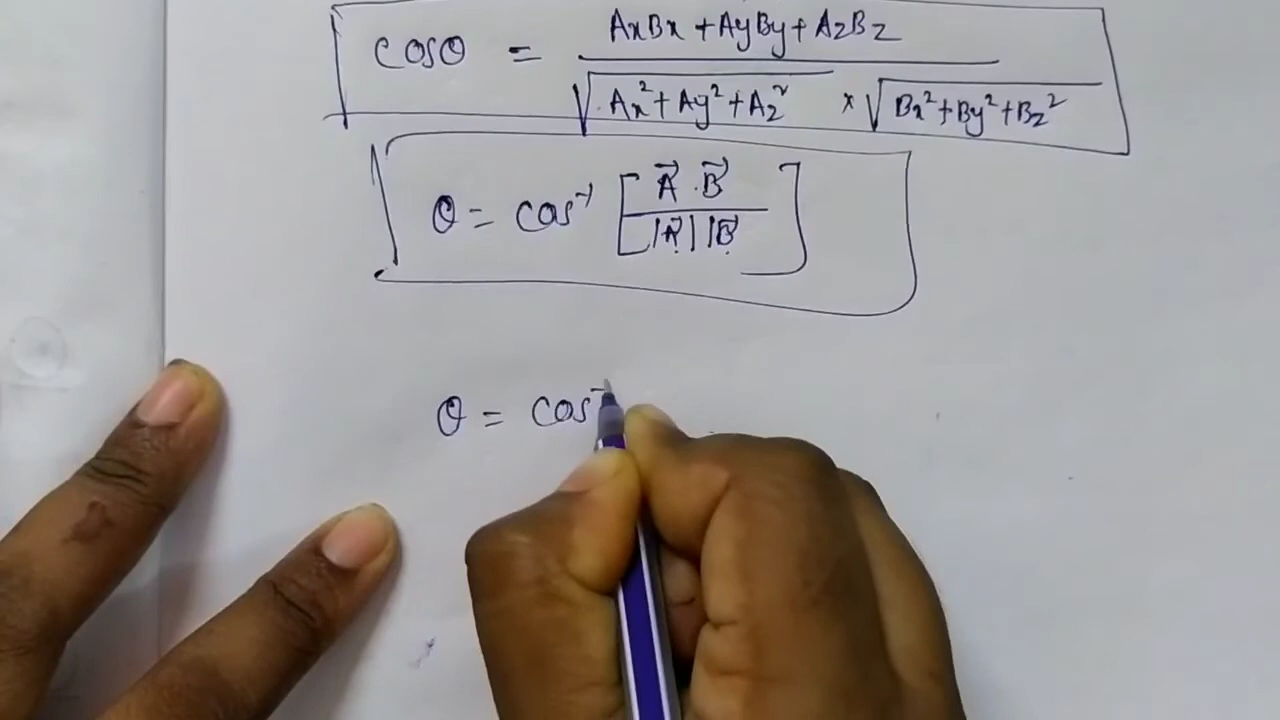 cosθ = AxBx + AyBy + AzBz
√Ax² + Ay² + Az² × √Bx² + By² + Bz²
θ = cos⁻¹ [ A⃗ . B⃗
|A⃗| |B⃗| ]
θ = cos⁻